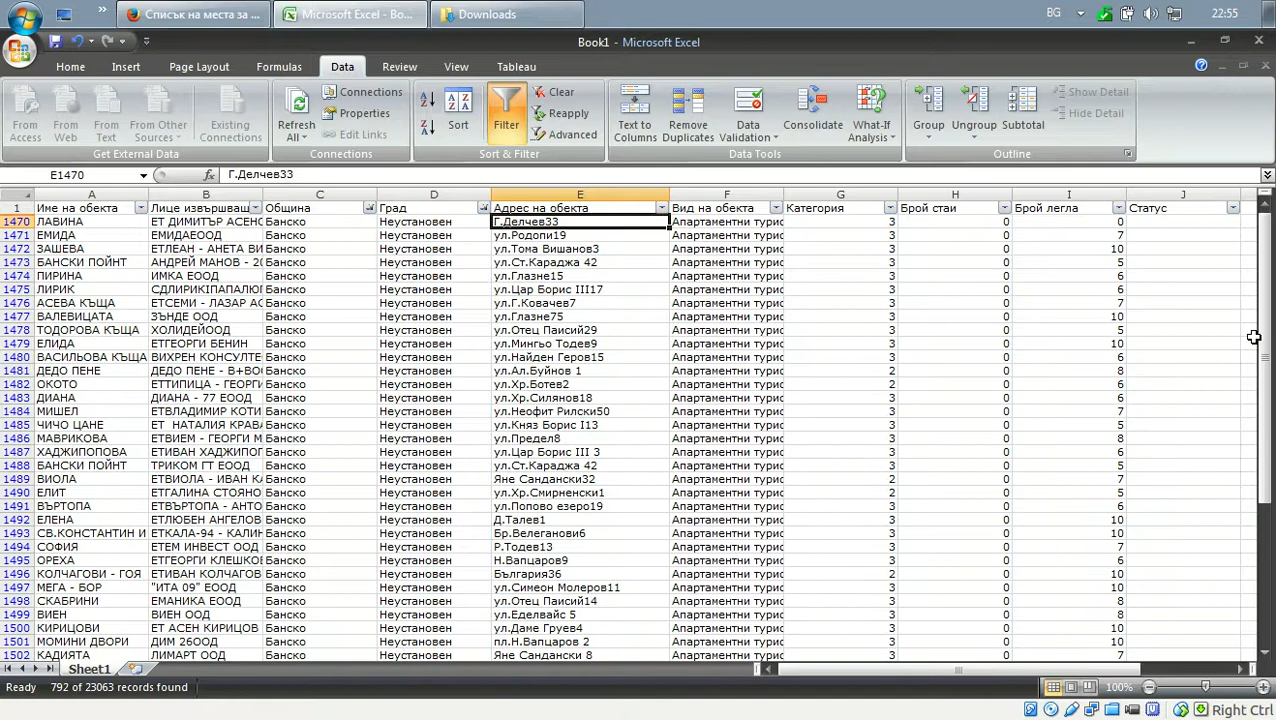 Списък на места за ...
Microsoft Excel - Bo...
Downloads
BG
22:55
Book1 - Microsoft Excel
Home Insert Page Layout Formulas Data Review View Tableau
From Access
From Web
From Text
From Other Sources
Existing Connections
Get External Data
Refresh All
Connections
Properties
Edit Links
Connections
Sort
Filter
Clear
Reapply
Advanced
Sort & Filter
Text to Columns
Remove Duplicates
Data Validation
Consolidate
What-If Analysis
Data Tools
Group
Ungroup
Subtotal
Show Detail
Hide Detail
Outline
E1470 fx Г.Делчев33
A B C D E F G H I J
1 Име на обекта Лице извършващ Община Град Адрес на обекта Вид на обекта Категория Брой стаи Брой легла Статус
1470 ЛАВИНА ЕТ ДИМИТЪР АСЕНО Банско Неустановен Г.Делчев33 Апартаментни турис 3 0 0
1471 ЕМИДА ЕМИДАЕООД Банско Неустановен ул.Родопи19 Апартаментни турис 3 0 7
1472 ЗАШЕВА ЕТЛЕАН - АНЕТА ВИ Банско Неустановен ул.Тома Вишанов3 Апартаментни турис 3 0 10
1473 БАНСКИ ПОЙНТ АНДРЕЙ МАНОВ - 20 Банско Неустановен ул.Ст.Караджа 42 Апартаментни турис 3 0 5
1474 ПИРИНА ИМКА ЕООД Банско Неустановен ул.Глазне15 Апартаментни турис 3 0 6
1475 ЛИРИК СДЛИРИКІПАПАЛЮГ Банско Неустановен ул.Цар Борис III17 Апартаментни турис 3 0 6
1476 АСЕВА КЪЩА ЕТСЕМИ - ЛАЗАР АС Банско Неустановен ул.Г.Ковачев7 Апартаментни турис 3 0 7
1477 ВАЛЕВИЦАТА ЗЪНДЕ ООД Банско Неустановен ул.Глазне75 Апартаментни турис 3 0 10
1478 ТОДОРОВА КЪЩА ХОЛИДЕЙООД Банско Неустановен ул.Отец Паисий29 Апартаментни турис 3 0 5
1479 ЕЛИДА ЕТГЕОРГИ БЕНИН Банско Неустановен ул.Мингьо Тодев9 Апартаментни турис 3 0 10
1480 ВАСИЛЬОВА КЪЩА ВИХРЕН КОНСУЛТЕ Банско Неустановен ул.Найден Геров15 Апартаментни турис 3 0 6
1481 ДЕДО ПЕНЕ ДЕДО ПЕНЕ - В+ВОО Банско Неустановен ул.Ал.Буйнов 1 Апартаментни турис 2 0 8
1482 ОКОТО ЕТТИПИЦА - ГЕОРГИ Банско Неустановен ул.Хр.Ботев2 Апартаментни турис 2 0 6
1483 ДИАНА ДИАНА - 77 ЕООД Банско Неустановен ул.Хр.Силянов18 Апартаментни турис 3 0 6
1484 МИШЕЛ ЕТВЛАДИМИР КОТИ Банско Неустановен ул.Неофит Рилски50 Апартаментни турис 3 0 7
1485 ЧИЧО ЦАНЕ ЕТ НАТАЛИЯ КРАВА Банско Неустановен ул.Княз Борис I13 Апартаментни турис 3 0 5
1486 МАВРИКОВА ЕТВИЕМ - ГЕОРГИ М Банско Неустановен ул.Предел8 Апартаментни турис 3 0 8
1487 ХАДЖИПОПОВА ЕТИВАН ХАДЖИПОГ Банско Неустановен ул.Цар Борис III 3 Апартаментни турис 3 0 6
1488 БАНСКИ ПОЙНТ ТРИКОМ ГТ ЕООД Банско Неустановен ул.Ст.Караджа 42 Апартаментни турис 3 0 5
1489 ВИОЛА ЕТВИОЛА - ИВАН КА Банско Неустановен Яне Сандански32 Апартаментни турис 2 0 7
1490 ЕЛИТ ЕТГАЛИНА СТОЯНО Банско Неустановен ул.Хр.Смирненски1 Апартаментни турис 2 0 5
1491 ВЪРТОПА ЕТВЪРТОПА - АНТО Банско Неустановен ул.Попово езеро19 Апартаментни турис 3 0 6
1492 ЕЛЕНА ЕТЛЮБЕН АНГЕЛОВ Банско Неустановен Д.Талев1 Апартаментни турис 3 0 10
1493 СВ.КОНСТАНТИН И ЕТКАЛА-94 - КАЛИН Банско Неустановен Бр.Велеганови6 Апартаментни турис 3 0 10
1494 СОФИЯ ЕТЕМ ИНВЕСТ ООД Банско Неустановен Р.Тодев13 Апартаментни турис 3 0 7
1495 ОРЕХА ЕТГЕОРГИ КЛЕШКОВ Банско Неустановен Н.Вапцаров9 Апартаментни турис 3 0 6
1496 КОЛЧАГОВИ - ГОЯ ЕТИВАН КОЛЧАГОВ Банско Неустановен България36 Апартаментни турис 2 0 10
1497 МЕГА - БОР "ИТА 09" ЕООД Банско Неустановен ул.Симеон Молеров11 Апартаментни турис 3 0 10
1498 СКАБРИНИ ЕМАНИКА ЕООД Банско Неустановен ул.Отец Паисий14 Апартаментни турис 3 0 8
1499 ВИЕН ВИЕН ООД Банско Неустановен ул.Еделвайс 5 Апартаментни турис 3 0 8
1500 КИРИЦОВИ ЕТ АСЕН КИРИЦОВ Банско Неустановен ул.Даме Груев4 Апартаментни турис 3 0 10
1501 МОМИНИ ДВОРИ ДИМ 26ООД Банско Неустановен пл.Н.Вапцаров 2 Апартаментни турис 3 0 10
1502 КАДИЯТА ЛИМАРТ ООД Банско Неустановен Яне Сандански 8 Апартаментни турис 3 0 7
Sheet1
Ready 792 of 23063 records found 100%
Right Ctrl